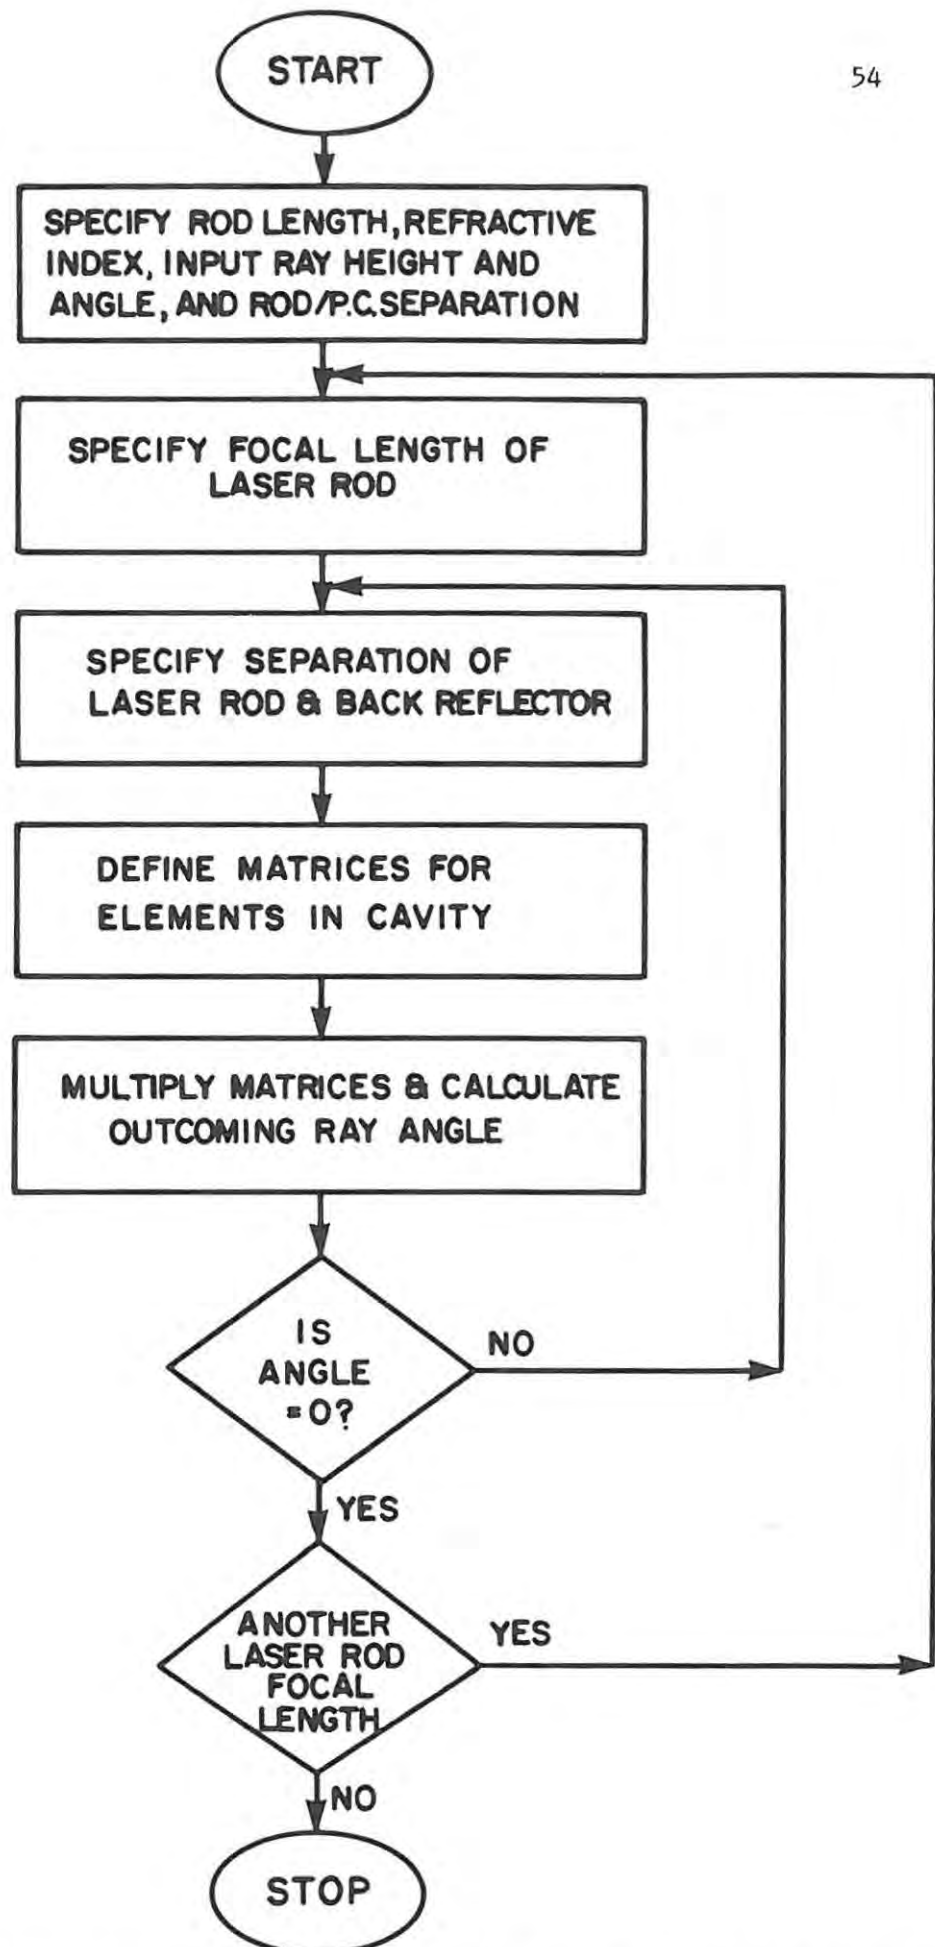 START
54
SPECIFY ROD LENGTH, REFRACTIVE
INDEX, INPUT RAY HEIGHT AND
ANGLE, AND ROD/P.C. SEPARATION
SPECIFY FOCAL LENGTH OF
LASER ROD
SPECIFY SEPARATION OF
LASER ROD & BACK REFLECTOR
DEFINE MATRICES FOR
ELEMENTS IN CAVITY
MULTIPLY MATRICES & CALCULATE
OUTCOMING RAY ANGLE
IS
ANGLE
=0?
NO
YES
ANOTHER
LASER ROD
FOCAL
LENGTH
YES
NO
STOP